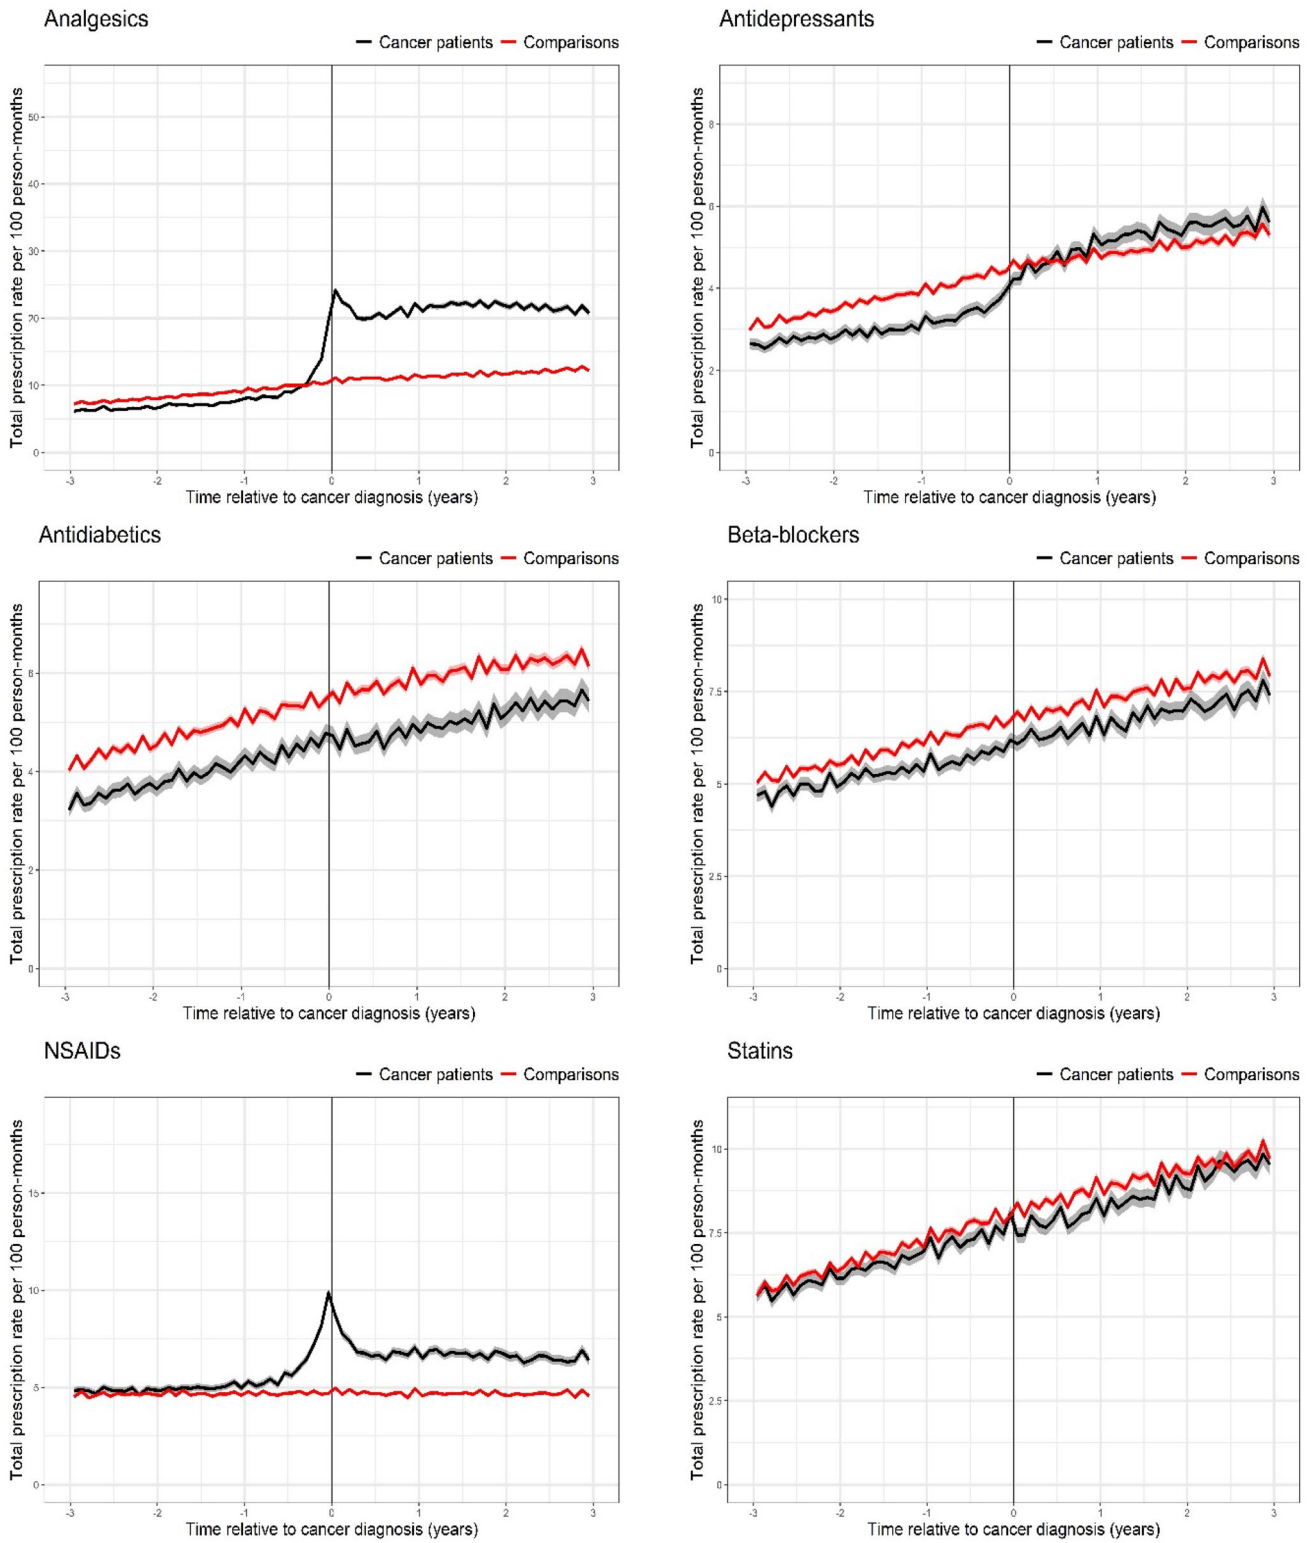 Analgesics
Cancer patients Comparisons
Total prescription rate per 100 person-months
50
40
30
20
10
0
-3 -2 -1 0 1 2 3
Time relative to cancer diagnosis (years)
Antidepressants
Cancer patients Comparisons
Total prescription rate per 100 person-months
8
6
4
2
0
-3 -2 -1 0 1 2 3
Time relative to cancer diagnosis (years)
Antidiabetics
Cancer patients Comparisons
Total prescription rate per 100 person-months
6
4
2
0
-3 -2 -1 0 1 2 3
Time relative to cancer diagnosis (years)
Beta-blockers
Cancer patients Comparisons
Total prescription rate per 100 person-months
10
7.5
5
2.5
0
-3 -2 -1 0 1 2 3
Time relative to cancer diagnosis (years)
NSAIDs
Cancer patients Comparisons
Total prescription rate per 100 person-months
15
10
5
0
-3 -2 -1 0 1 2 3
Time relative to cancer diagnosis (years)
Statins
Cancer patients Comparisons
Total prescription rate per 100 person-months
10
7.5
5
2.5
0
-3 -2 -1 0 1 2 3
Time relative to cancer diagnosis (years)